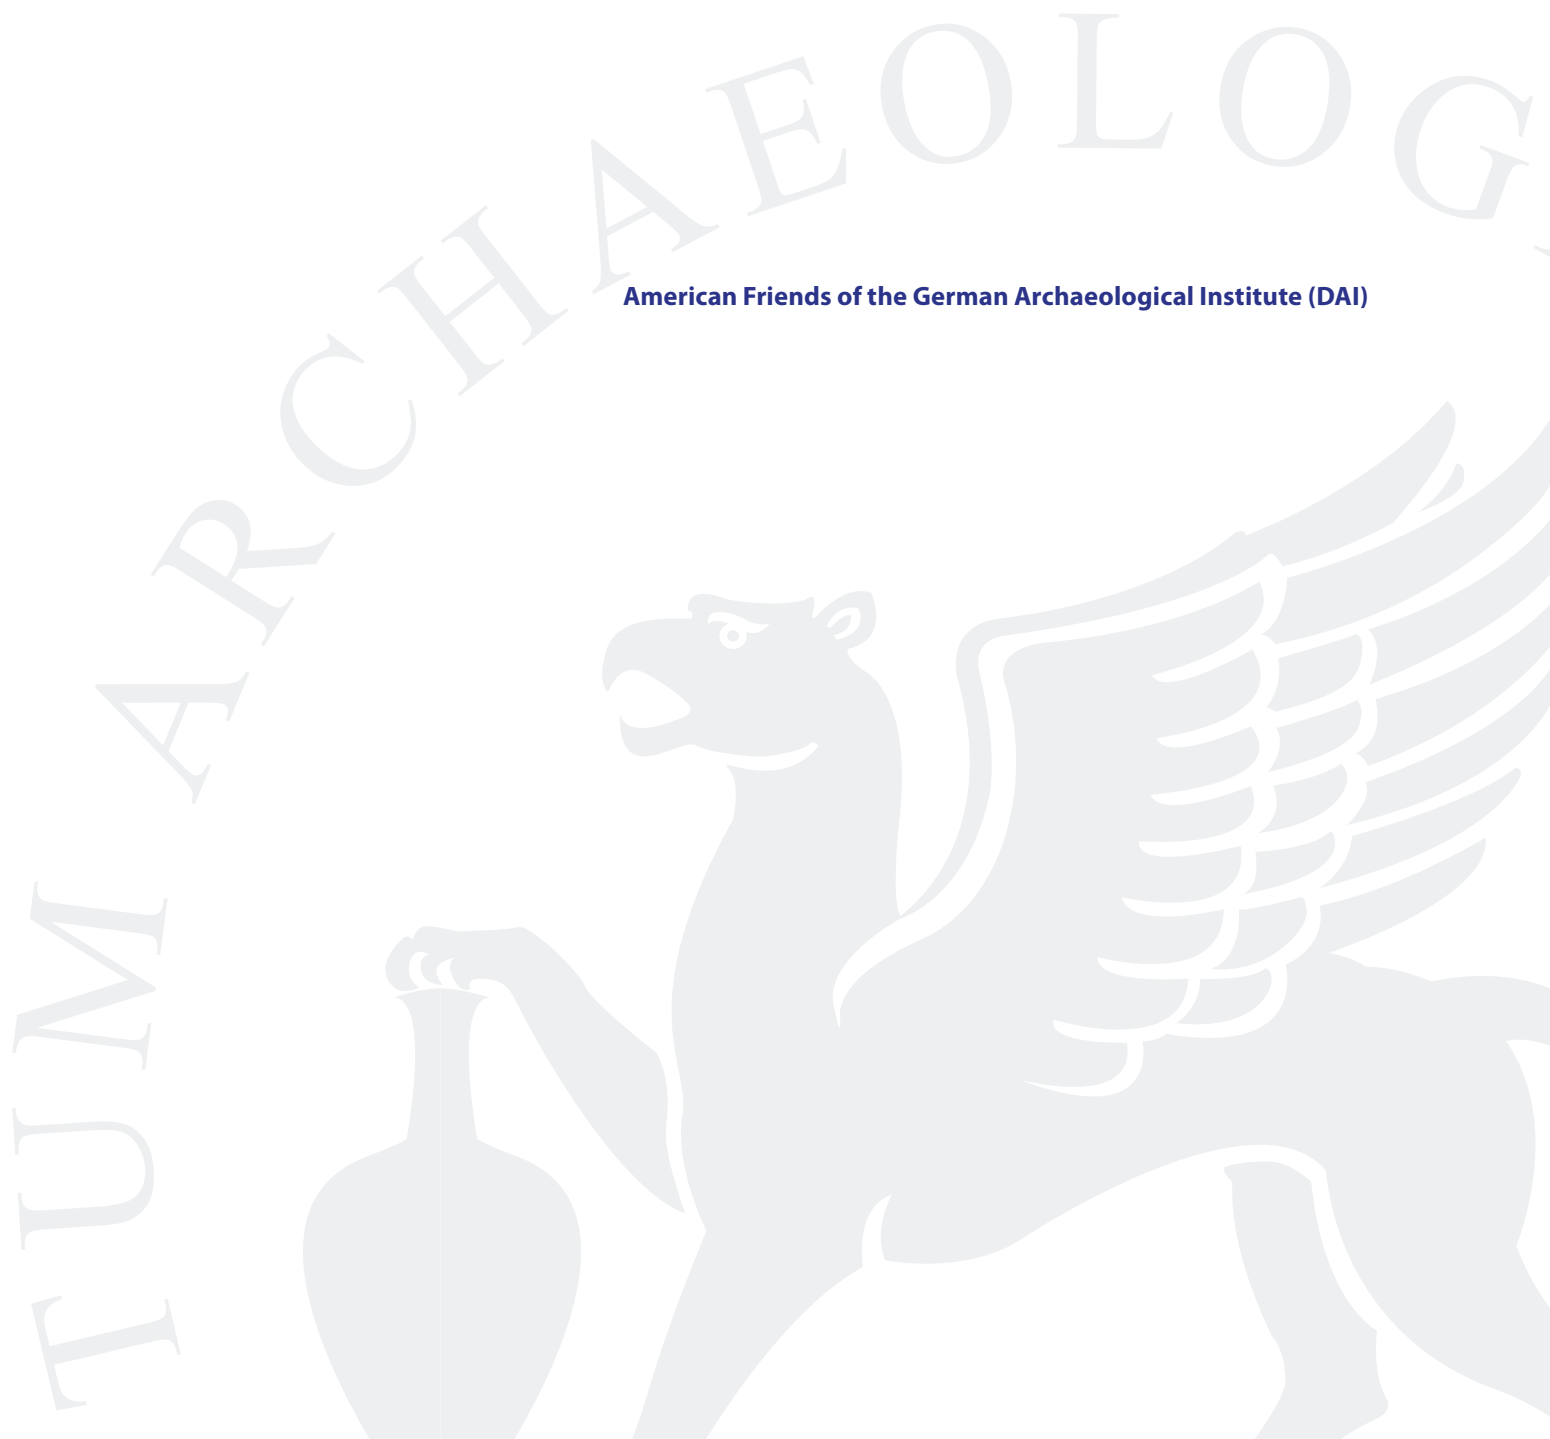 TUM ARCHAEOLOG
American Friends of the German Archaeological Institute (DAI)